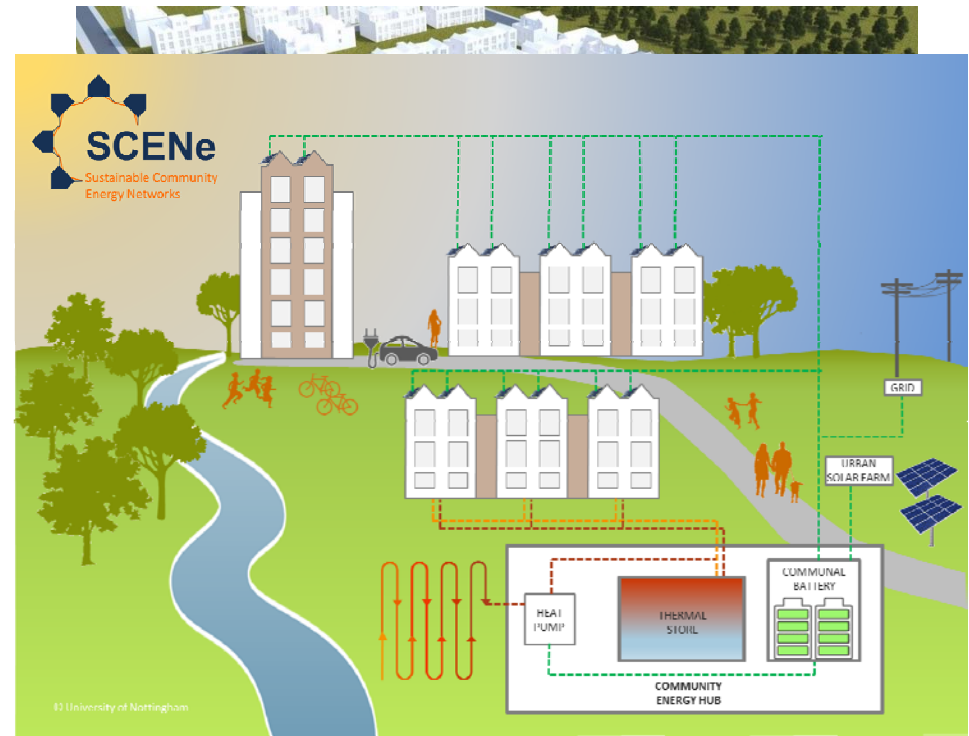 SCENe
Sustainable Community
Energy Networks
GRID
URBAN
SOLAR FARM
COMMUNAL
BATTERY
HEAT
PUMP
THERMAL
STORE
COMMUNITY
ENERGY HUB
© University of Nottingham